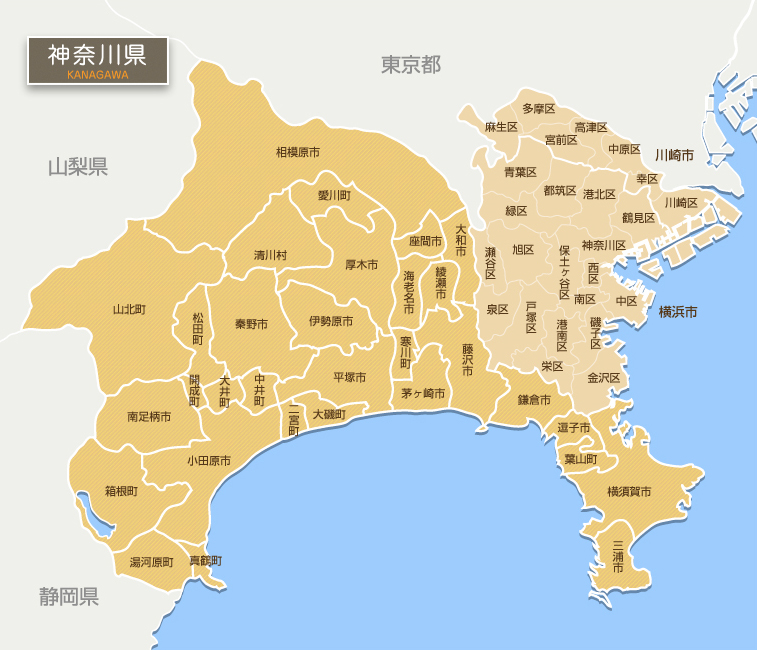 神奈川県
KANAGAWA
東京都
山梨県
静岡県
川崎市
横浜市
多摩区
麻生区
高津区
宮前区
中原区
幸区
川崎区
青葉区
都筑区
港北区
鶴見区
緑区
神奈川区
瀬谷区
旭区
保土ヶ谷区
西区
南区
中区
泉区
戸塚区
港南区
磯子区
栄区
金沢区
相模原市
愛川町
清川村
厚木市
座間市
大和市
海老名市
綾瀬市
山北町
松田町
秦野市
伊勢原市
寒川町
藤沢市
開成町
大井町
中井町
平塚市
茅ヶ崎市
二宮町
大磯町
南足柄市
小田原市
箱根町
湯河原町
真鶴町
鎌倉市
逗子市
葉山町
横須賀市
三浦市